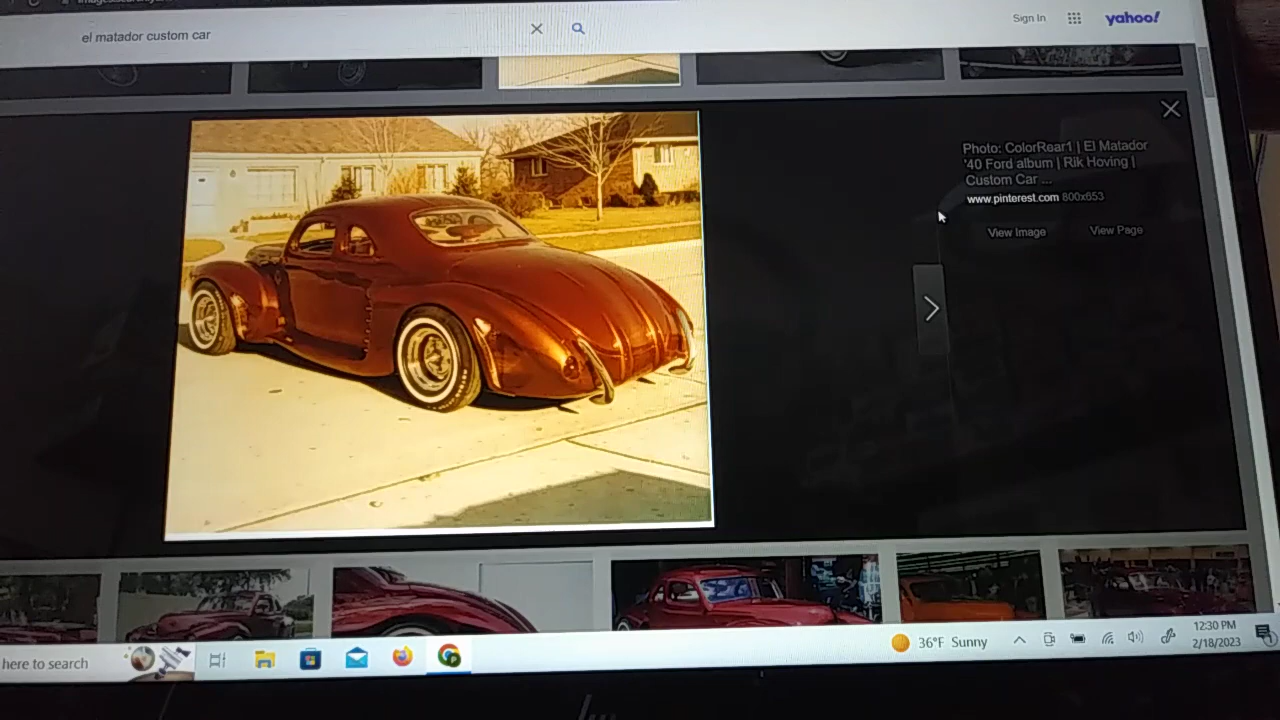 el matador custom car
Sign In
yahoo!
Photo: ColorRear1 | El Matador
'40 Ford album | Rik Hoving |
Custom Car ...
www.pinterest.com 800x653
View Image View Page
here to search
36°F Sunny
12:30 PM
2/18/2023
hp